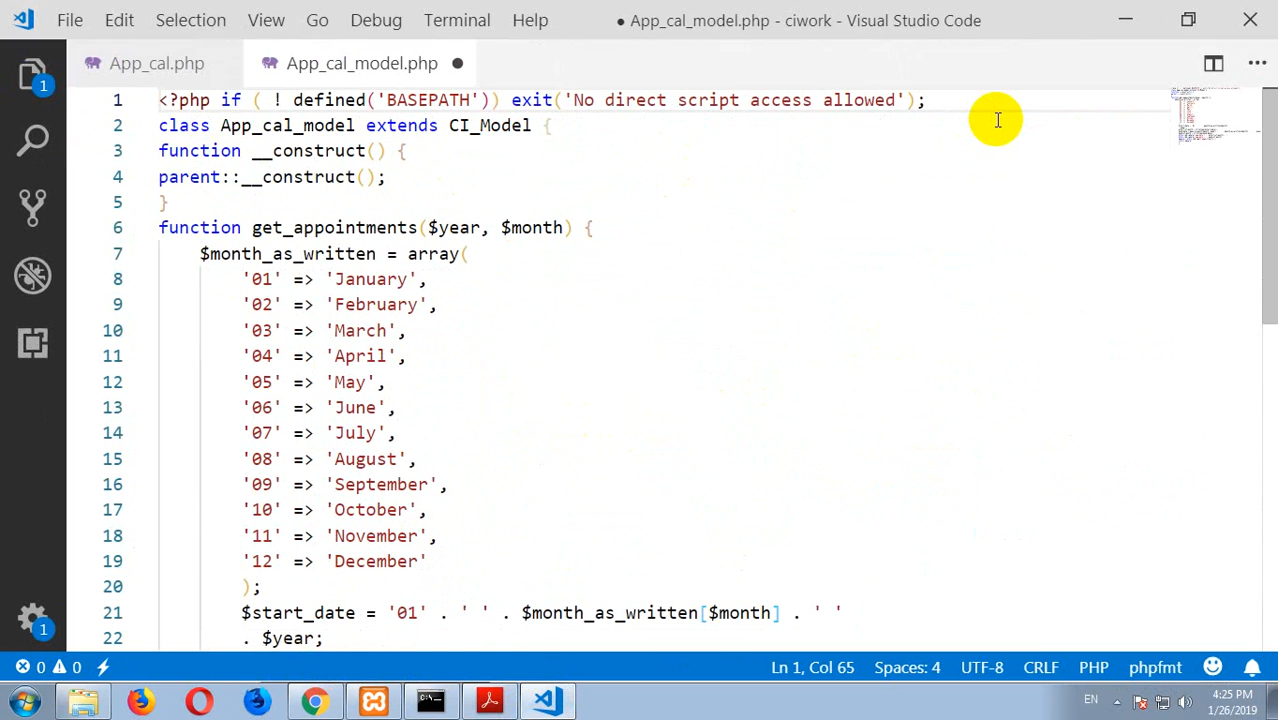 File Edit Selection View Go Debug Terminal Help ● App_cal_model.php - ciwork - Visual Studio Code
App_cal.php App_cal_model.php
1 <?php if ( ! defined('BASEPATH')) exit('No direct script access allowed');
2 class App_cal_model extends CI_Model {
3 function __construct() {
4 parent::__construct();
5 }
6 function get_appointments($year, $month) {
7 $month_as_written = array(
8 '01' => 'January',
9 '02' => 'February',
10 '03' => 'March',
11 '04' => 'April',
12 '05' => 'May',
13 '06' => 'June',
14 '07' => 'July',
15 '08' => 'August',
16 '09' => 'September',
17 '10' => 'October',
18 '11' => 'November',
19 '12' => 'December'
20 );
21 $start_date = '01' . ' ' . $month_as_written[$month] . ' '
22 . $year;
1
1
0 0 Ln 1, Col 65 Spaces: 4 UTF-8 CRLF PHP phpfmt
EN 4:25 PM
1/26/2019